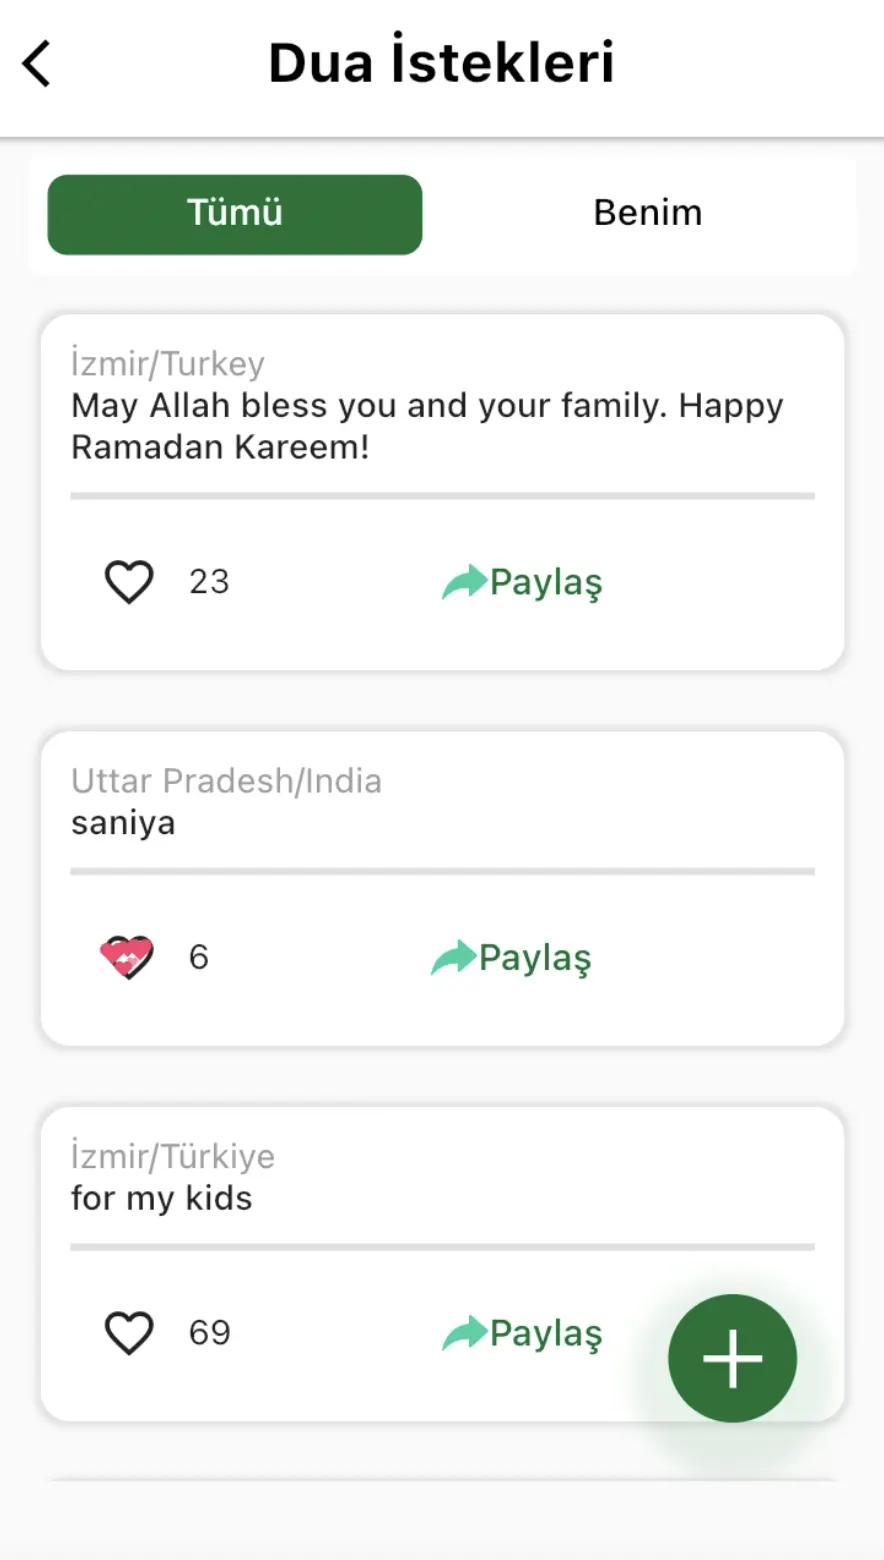 Dua İstekleri
Tümü
Benim
İzmir/Turkey
May Allah bless you and your family. Happy
Ramadan Kareem!
23
Paylaş
Uttar Pradesh/India
saniya
6
Paylaş
İzmir/Türkiye
for my kids
69
Paylaş